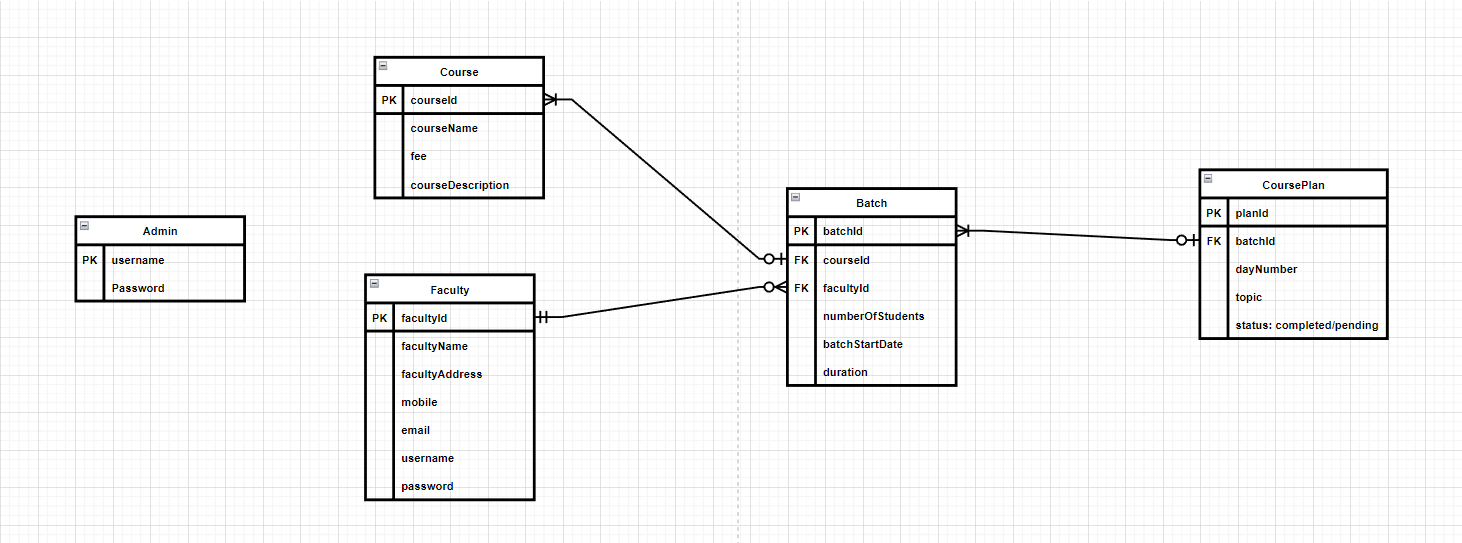 Course
PK courseId
courseName
fee
courseDescription
Admin
PK username
Password
Faculty
PK facultyId
facultyName
facultyAddress
mobile
email
username
password
Batch
PK batchId
FK courseId
FK facultyId
numberOfStudents
batchStartDate
duration
CousePlan
PK planId
FK batchId
dayNumber
topic
status: completed/pending